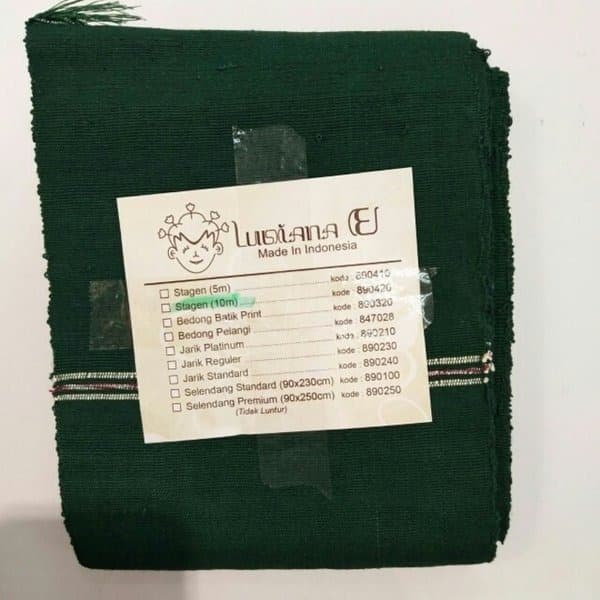 LUSIANA
Made In Indonesia
Stagen (5m) kode : 890410
Stagen (10m) kode : 890420
Bedong Batik Print kode : 890320
Bedong Pelangi kode : 847028
Jarik Platinum kode : 890210
Jarik Reguler kode : 890230
Jarik Standard kode : 890240
Selendang Standard (90x230cm) kode : 890100
Selendang Premium (90x250cm) kode : 890250
(Tidak Luntur)